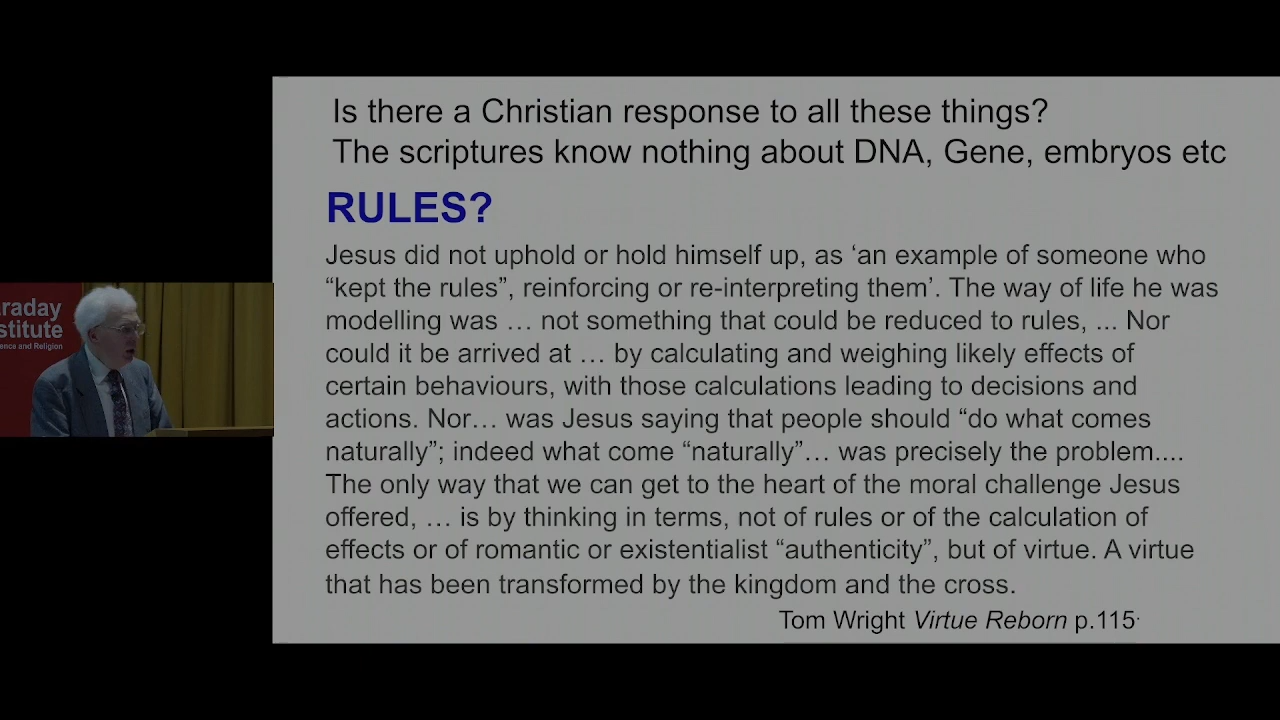 Is there a Christian response to all these things?
The scriptures know nothing about DNA, Gene, embryos etc
RULES?
Jesus did not uphold or hold himself up, as ‘an example of someone who
“kept the rules”, reinforcing or re-interpreting them’. The way of life he was
modelling was … not something that could be reduced to rules, ... Nor
could it be arrived at … by calculating and weighing likely effects of
certain behaviours, with those calculations leading to decisions and
actions. Nor… was Jesus saying that people should “do what comes
naturally”; indeed what come “naturally”… was precisely the problem....
The only way that we can get to the heart of the moral challenge Jesus
offered, … is by thinking in terms, not of rules or of the calculation of
effects or of romantic or existentialist “authenticity”, but of virtue. A virtue
that has been transformed by the kingdom and the cross.
Tom Wright Virtue Reborn p.115.
araday
stitute
ence and Religion